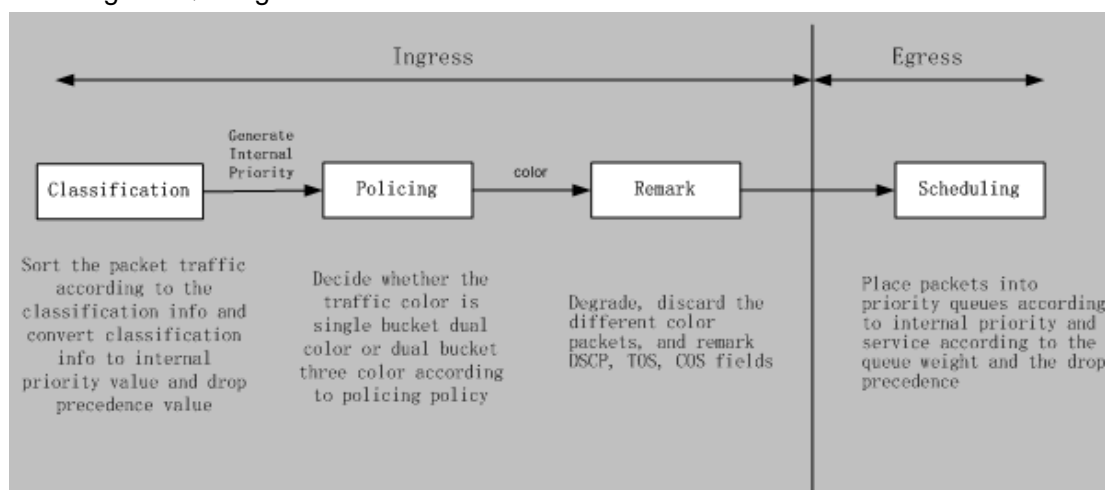 Ingress
Egress
Generate
Internal
Priority
color
Classification
Policing
Remark
Scheduling
Sort the packet traffic
according to the
classification info and
convert classification
info to internal
priority value and drop
precedence value
Decide whether the
traffic color is
single bucket dual
color or dual bucket
three color according
to policing policy
Degrade, discard the
different color
packets, and remark
DSCP, TOS, COS fields
Place packets into
priority queues according
to internal priority and
service according to the
queue weight and the drop
precedence